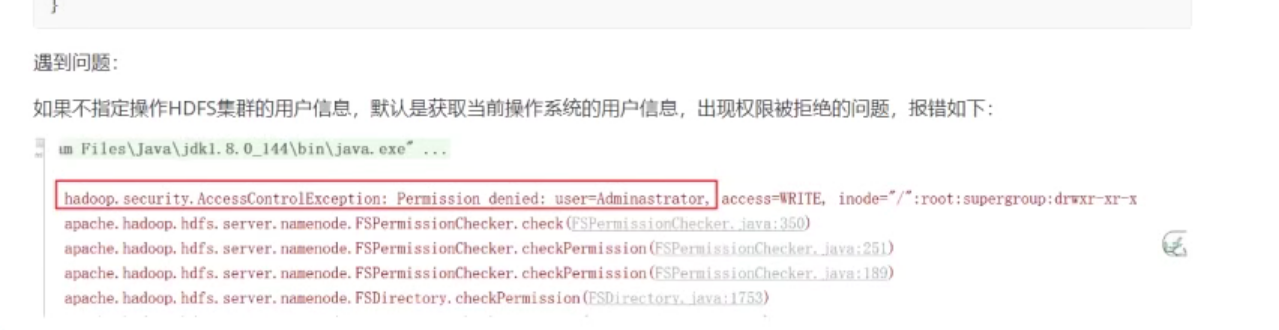 }
遇到问题：
如果不指定操作HDFS集群的用户信息，默认是获取当前操作系统的用户信息，出现权限被拒绝的问题，报错如下：
um Files\Java\jdk1.8.0_144\bin\java.exe" ...
hadoop.security.AccessControlException: Permission denied: user=Adminastrator, access=WRITE, inode="/":root:supergroup:drwxr-xr-x
apache.hadoop.hdfs.server.namenode.FSPermissionChecker.check(FSPermissionChecker.java:350)
apache.hadoop.hdfs.server.namenode.FSPermissionChecker.checkPermission(FSPermissionChecker.java:251)
apache.hadoop.hdfs.server.namenode.FSPermissionChecker.checkPermission(FSPermissionChecker.java:189)
apache.hadoop.hdfs.server.namenode.FSDirectory.checkPermission(FSDirectory.java:1753)